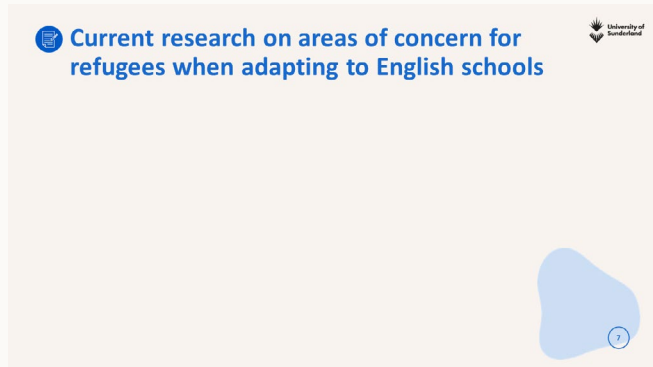 Current research on areas of concern for
refugees when adapting to English schools
University of
Sunderland
7